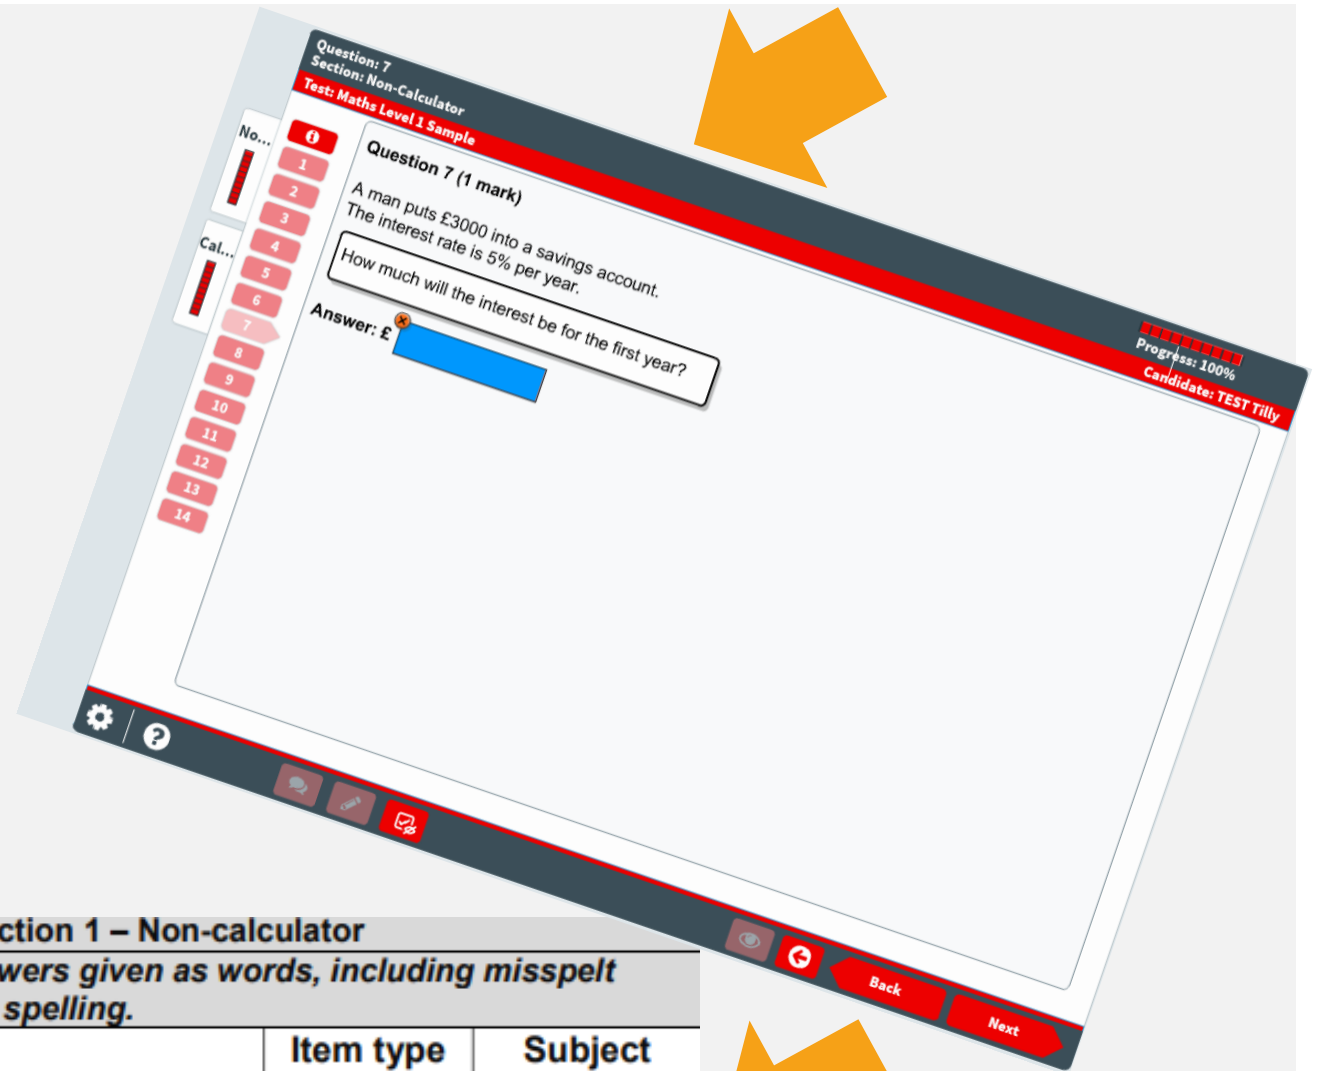 Question: 7
Section: Non-Calculator
Test: Maths Level 1 Sample
Progress: 100%
Candidate: TEST Tilly
No...
Cal...
1
2
3
4
5
6
7
8
9
10
11
12
13
14
Question 7 (1 mark)
A man puts £3000 into a savings account.
The interest rate is 5% per year.
How much will the interest be for the first year?
Answer: £
Back
Next
ction 1 – Non-calculator
wers given as words, including misspelt
spelling.
Item type Subject